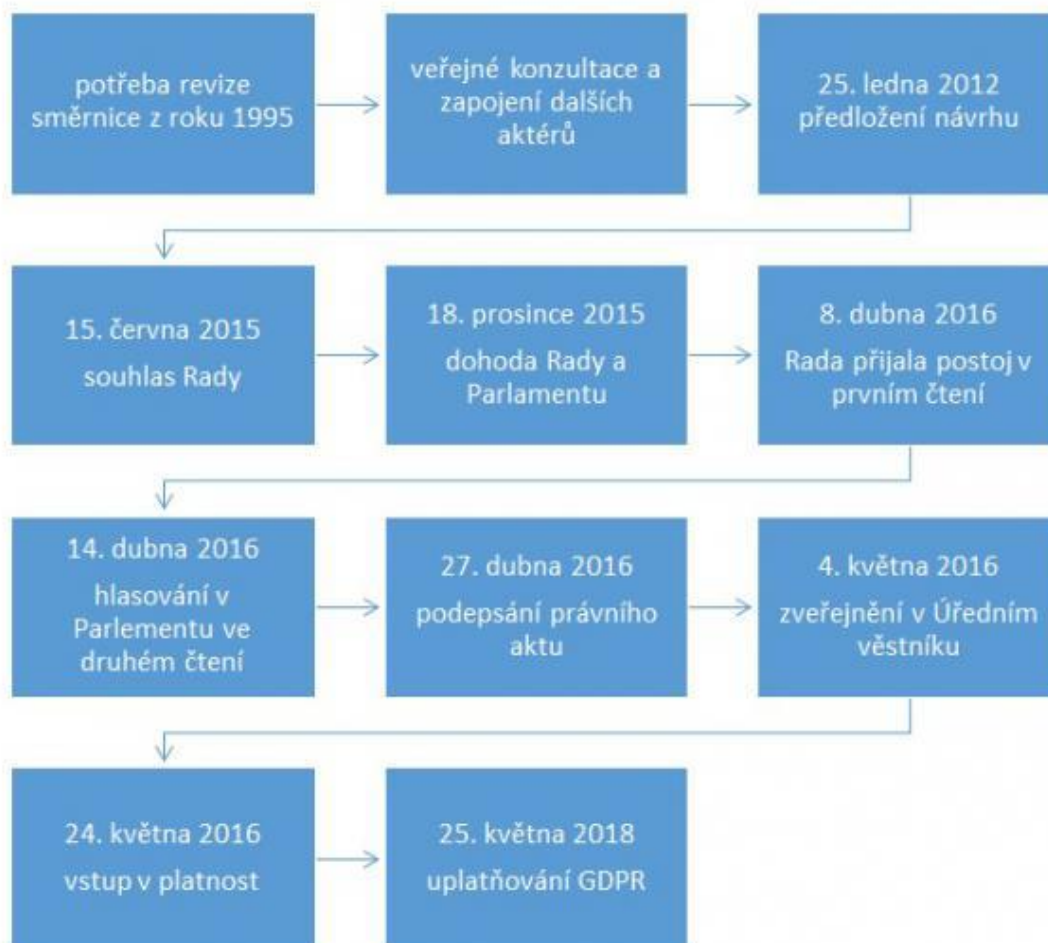 potřeba revize
směrnice z roku 1995
veřejné konzultace a
zapojení dalších
aktérů
25. ledna 2012
předložení návrhu
15. června 2015
souhlas Rady
18. prosince 2015
dohoda Rady a
Parlamentu
8. dubna 2016
Rada přijala postoj v
prvním čtení
14. dubna 2016
hlasování v
Parlementu ve
druhém čtení
27. dubna 2016
podepsání právního
aktu
4. května 2016
zveřejnění v Úředním
věstníku
24. května 2016
vstup v platnost
25. května 2018
uplatňování GDPR